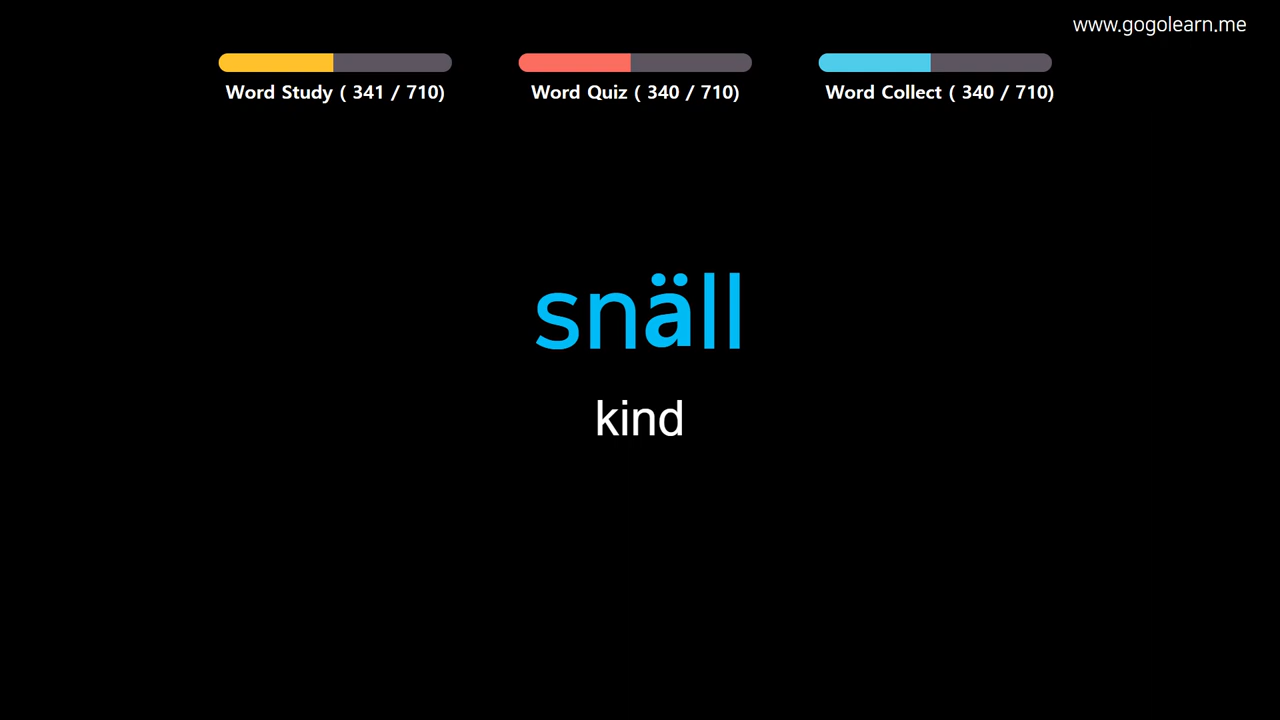 www.gogolearn.me
Word Study ( 341 / 710)
Word Quiz ( 340 / 710)
Word Collect ( 340 / 710)
snäll
kind